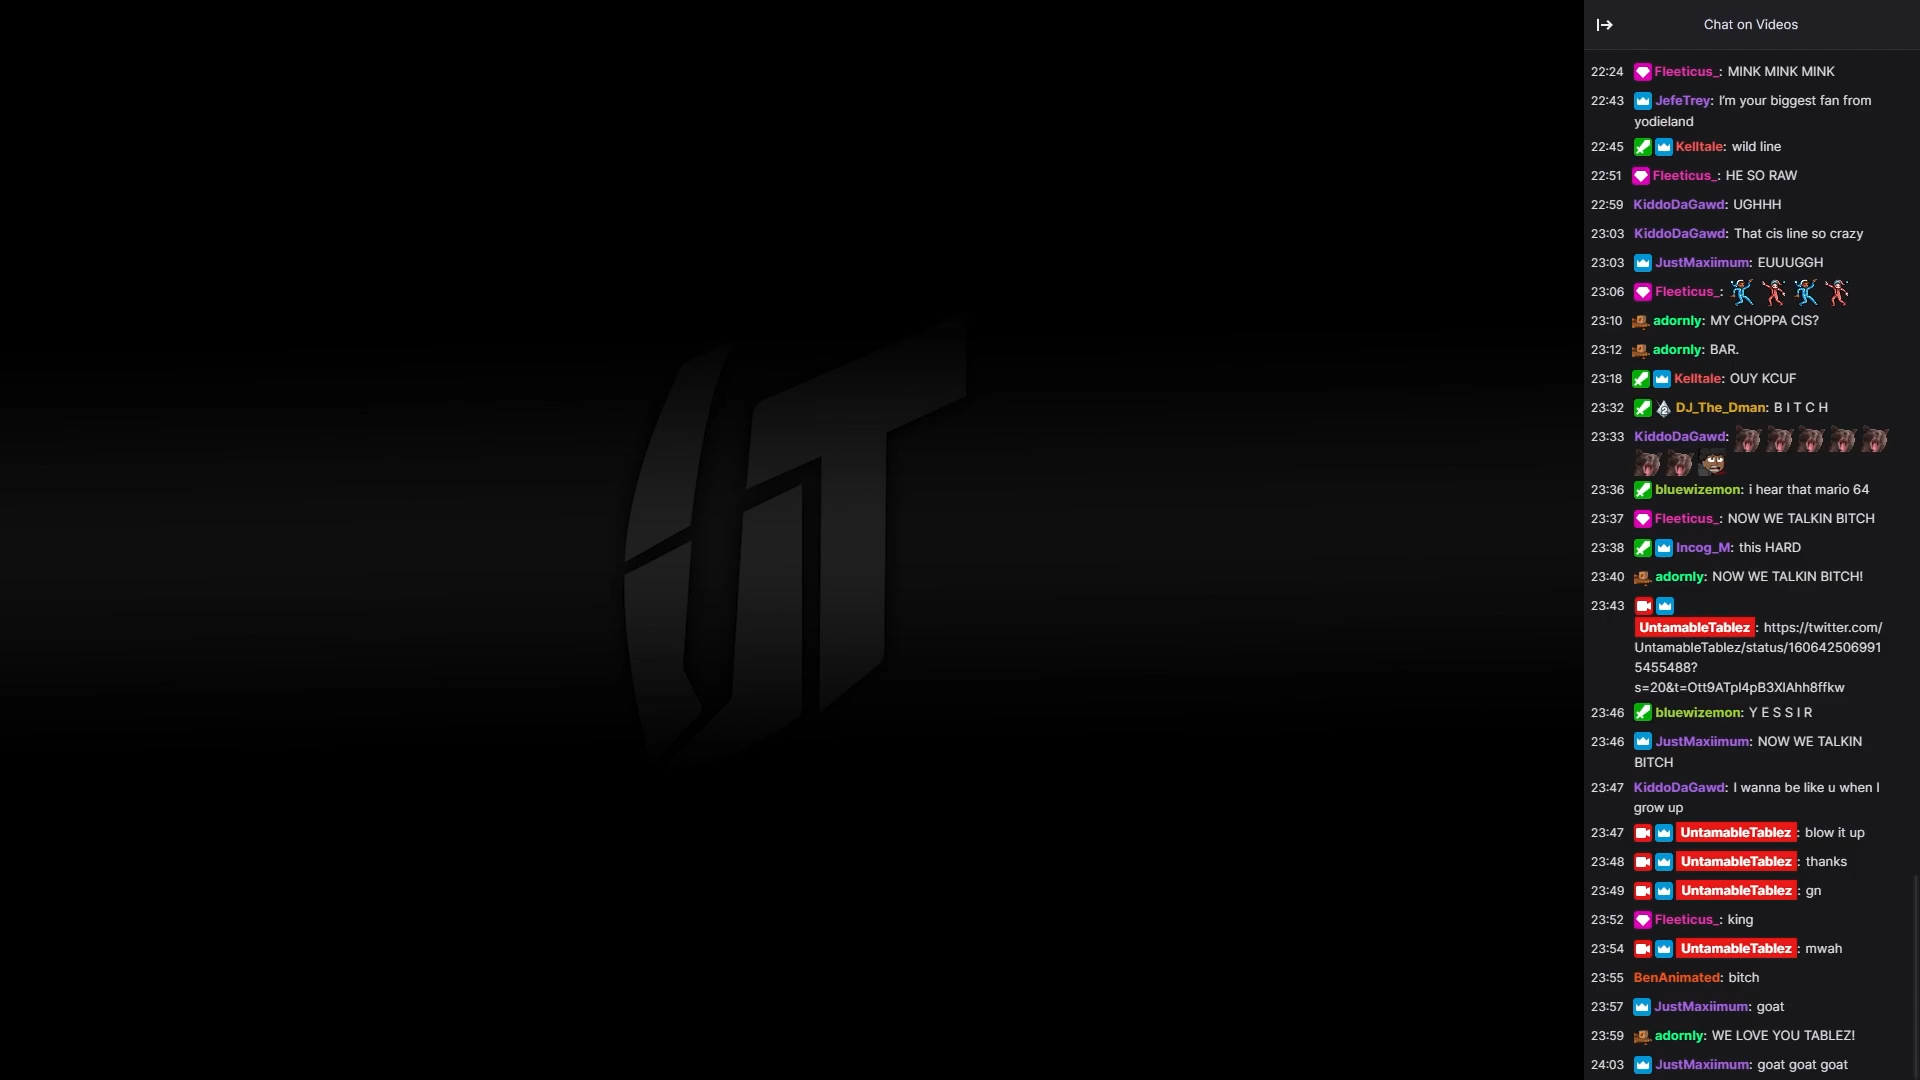 Chat on Videos
22:24 Fleeticus_: MINK MINK MINK
22:43 JefeTrey: I'm your biggest fan from
yodieland
22:45 Kelltale: wild line
22:51 Fleeticus_: HE SO RAW
22:59 KiddoDaGawd: UGHHH
23:03 KiddoDaGawd: That cis line so crazy
23:03 JustMaxiimum: EUUUGGH
23:06 Fleeticus_:
23:10 adornly: MY CHOPPA CIS?
23:12 adornly: BAR.
23:18 Kelltale: OUY KCUF
23:32 DJ_The_Dman: B I T C H
23:33 KiddoDaGawd:
23:36 bluewizemon: i hear that mario 64
23:37 Fleeticus_: NOW WE TALKIN BITCH
23:38 Incog_M: this HARD
23:40 adornly: NOW WE TALKIN BITCH!
23:43
UntamableTablez: https://twitter.com/
UntamableTablez/status/160642506991
5455488?
s=20&t=Ott9ATpI4pB3XlAhh8ffkw
23:46 bluewizemon: Y E S S I R
23:46 JustMaxiimum: NOW WE TALKIN
BITCH
23:47 KiddoDaGawd: I wanna be like u when I
grow up
23:47 UntamableTablez: blow it up
23:48 UntamableTablez: thanks
23:49 UntamableTablez: gn
23:52 Fleeticus_: king
23:54 UntamableTablez: mwah
23:55 BenAnimated: bitch
23:57 JustMaxiimum: goat
23:59 adornly: WE LOVE YOU TABLEZ!
24:03 JustMaxiimum: goat goat goat